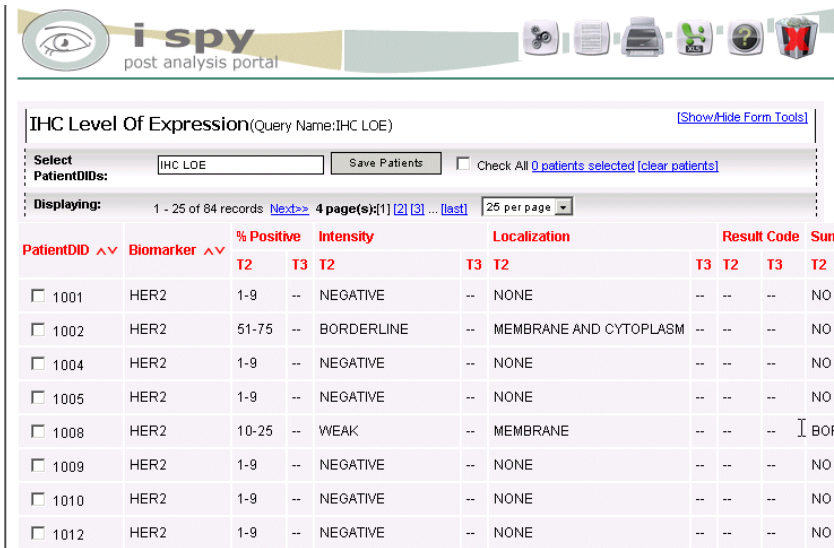 i spy
post analysis portal
XLS
IHC Level Of Expression(Query Name:IHC LOE)
[Show/Hide Form Tools]
Select PatientDIDs: IHC LOE Save Patients Check All 0 patients selected [clear patients]
Displaying: 1 - 25 of 84 records Next>> 4 page(s):[1] [2] [3] ... [last] 25 per page
PatientDID Biomarker % Positive Intensity Localization Result Code Sum
T2 T3 T2 T3 T2 T3 T2 T3 T2
1001 HER2 1-9 -- NEGATIVE -- NONE -- -- -- NO
1002 HER2 51-75 -- BORDERLINE -- MEMBRANE AND CYTOPLASM -- -- -- NO
1004 HER2 1-9 -- NEGATIVE -- NONE -- -- -- NO
1005 HER2 1-9 -- NEGATIVE -- NONE -- -- -- NO
1008 HER2 10-25 -- WEAK -- MEMBRANE -- -- -- BOR
1009 HER2 1-9 -- NEGATIVE -- NONE -- -- -- NO
1010 HER2 1-9 -- NEGATIVE -- NONE -- -- -- NO
1012 HER2 1-9 -- NEGATIVE -- NONE -- -- -- NO